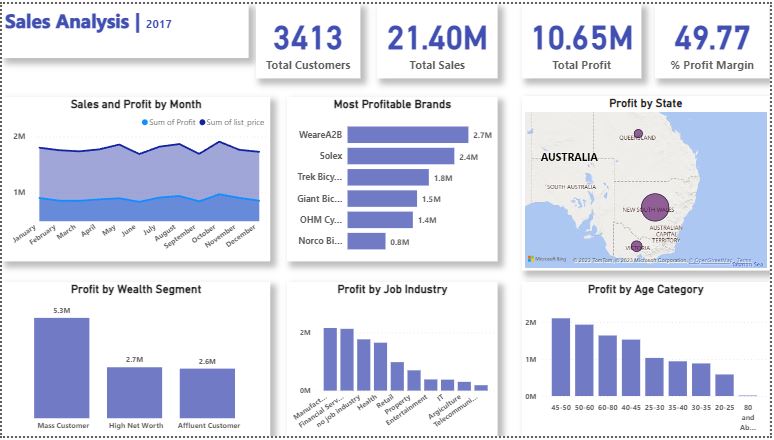 Sales Analysis | 2017
3413
Total Customers
21.40M
Total Sales
10.65M
Total Profit
49.77
% Profit Margin
Sales and Profit by Month
Sum of Profit Sum of list_price
2M
1M
January
February
March
April
May
June
July
August
September
October
November
December
Most Profitable Brands
WeareA2B 2.7M
Solex 2.4M
Trek Bicy... 1.8M
Giant Bic... 1.5M
OHM Cy... 1.4M
Norco Bi... 0.8M
Profit by State
QUEENSLAND
AUSTRALIA
SOUTH AUSTRALIA
NEW SOUTH WALES
AUSTRALIAN
CAPITAL
TERRITORY
VICTORIA
Tasman Sea
Microsoft Bing
© 2023 TomTom, © 2023 Microsoft Corporation, © OpenStreetMap, Terms
Profit by Wealth Segment
5.3M
2.7M
2.6M
Mass Customer
High Net Worth
Affluent Customer
Profit by Job Industry
2M
0M
Manufact...
Financial Serv...
no job industry
Health
Retail
Property
Entertainment
IT
Argiculture
Telecommuni...
Profit by Age Category
2M
1M
0M
45-50
50-60
60-80
40-45
25-30
35-40
30-35
20-25
80
and
Ab...